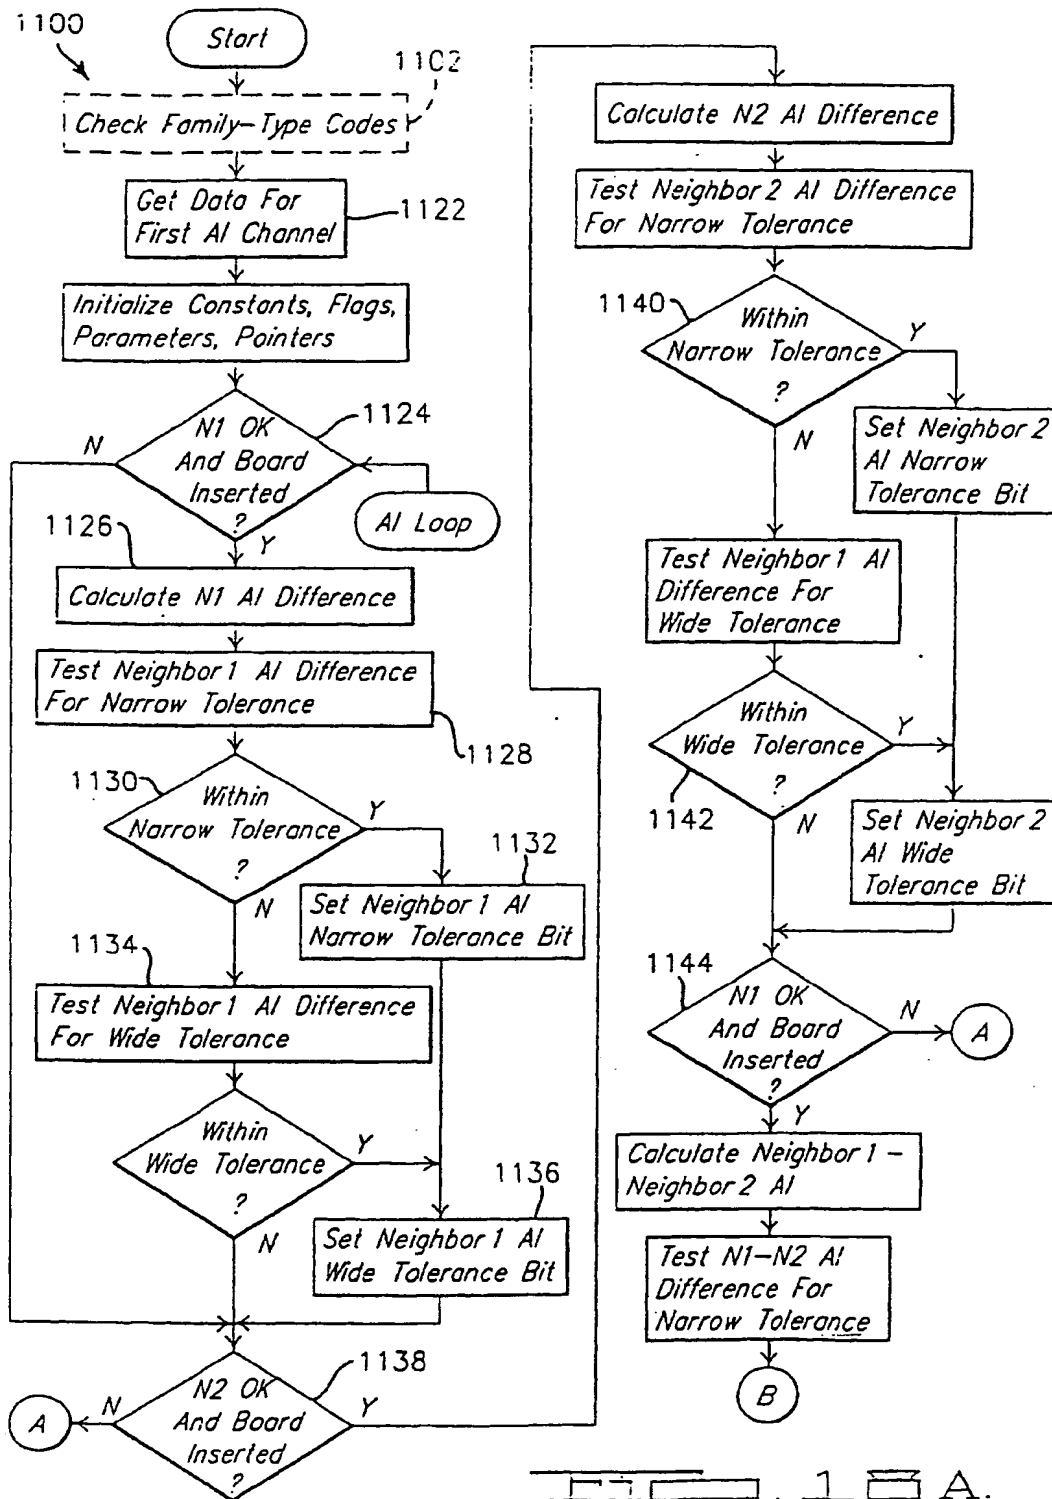 1100
Start
1102
Check Family-Type Codes
Get Data For
First AI Channel
1122
Initialize Constants, Flags,
Parameters, Pointers
N1 OK
And Board
Inserted
?
1124
N
Y
AI Loop
1126
Calculate N1 AI Difference
Test Neighbor 1 AI Difference
For Narrow Tolerance
1128
1130
Within
Narrow Tolerance
?
Y
N
1132
Set Neighbor 1 AI
Narrow Tolerance Bit
1134
Test Neighbor 1 AI Difference
For Wide Tolerance
Within
Wide Tolerance
?
Y
N
1136
Set Neighbor 1 AI
Wide Tolerance Bit
1138
N2 OK
And Board
Inserted
?
N
Y
A
Calculate N2 AI Difference
Test Neighbor 2 AI Difference
For Narrow Tolerance
1140
Within
Narrow Tolerance
?
Y
N
Set Neighbor 2
AI Narrow
Tolerance Bit
Test Neighbor 1 AI
Difference For
Wide Tolerance
Within
Wide Tolerance
?
Y
N
1142
Set Neighbor 2
AI Wide
Tolerance Bit
1144
N1 OK
And Board
Inserted
?
N
A
Y
Calculate Neighbor 1 -
Neighbor 2 AI
Test N1-N2 AI
Difference For
Narrow Tolerance
B
A.